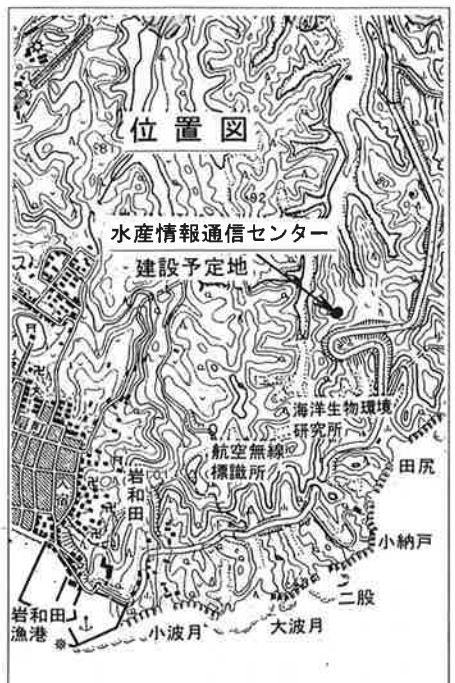 位置図
92
水産情報通信センター
建設予定地
海洋生物環境
研究所
航空無線
標識所
田尻
岩和田
小納戸
二股
岩和田
漁港
小波月
大波月